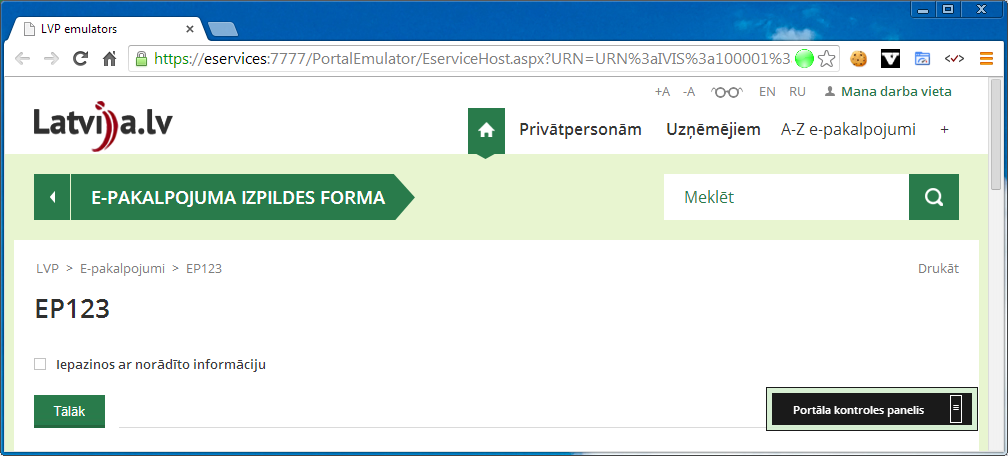 LVP emulators
https://eservices:7777/PortalEmulator/EserviceHost.aspx?URN=URN%3aIVIS%3a100001%3
+A -A EN RU Mana darba vieta
Latvija.lv
Privātpersonām Uzņēmējiem A-Z e-pakalpojumi +
E-PAKALPOJUMA IZPILDES FORMA
Meklēt
LVP > E-pakalpojumi > EP123
Drukāt
EP123
Iepazinos ar norādīto informāciju
Tālāk
Portāla kontroles panelis